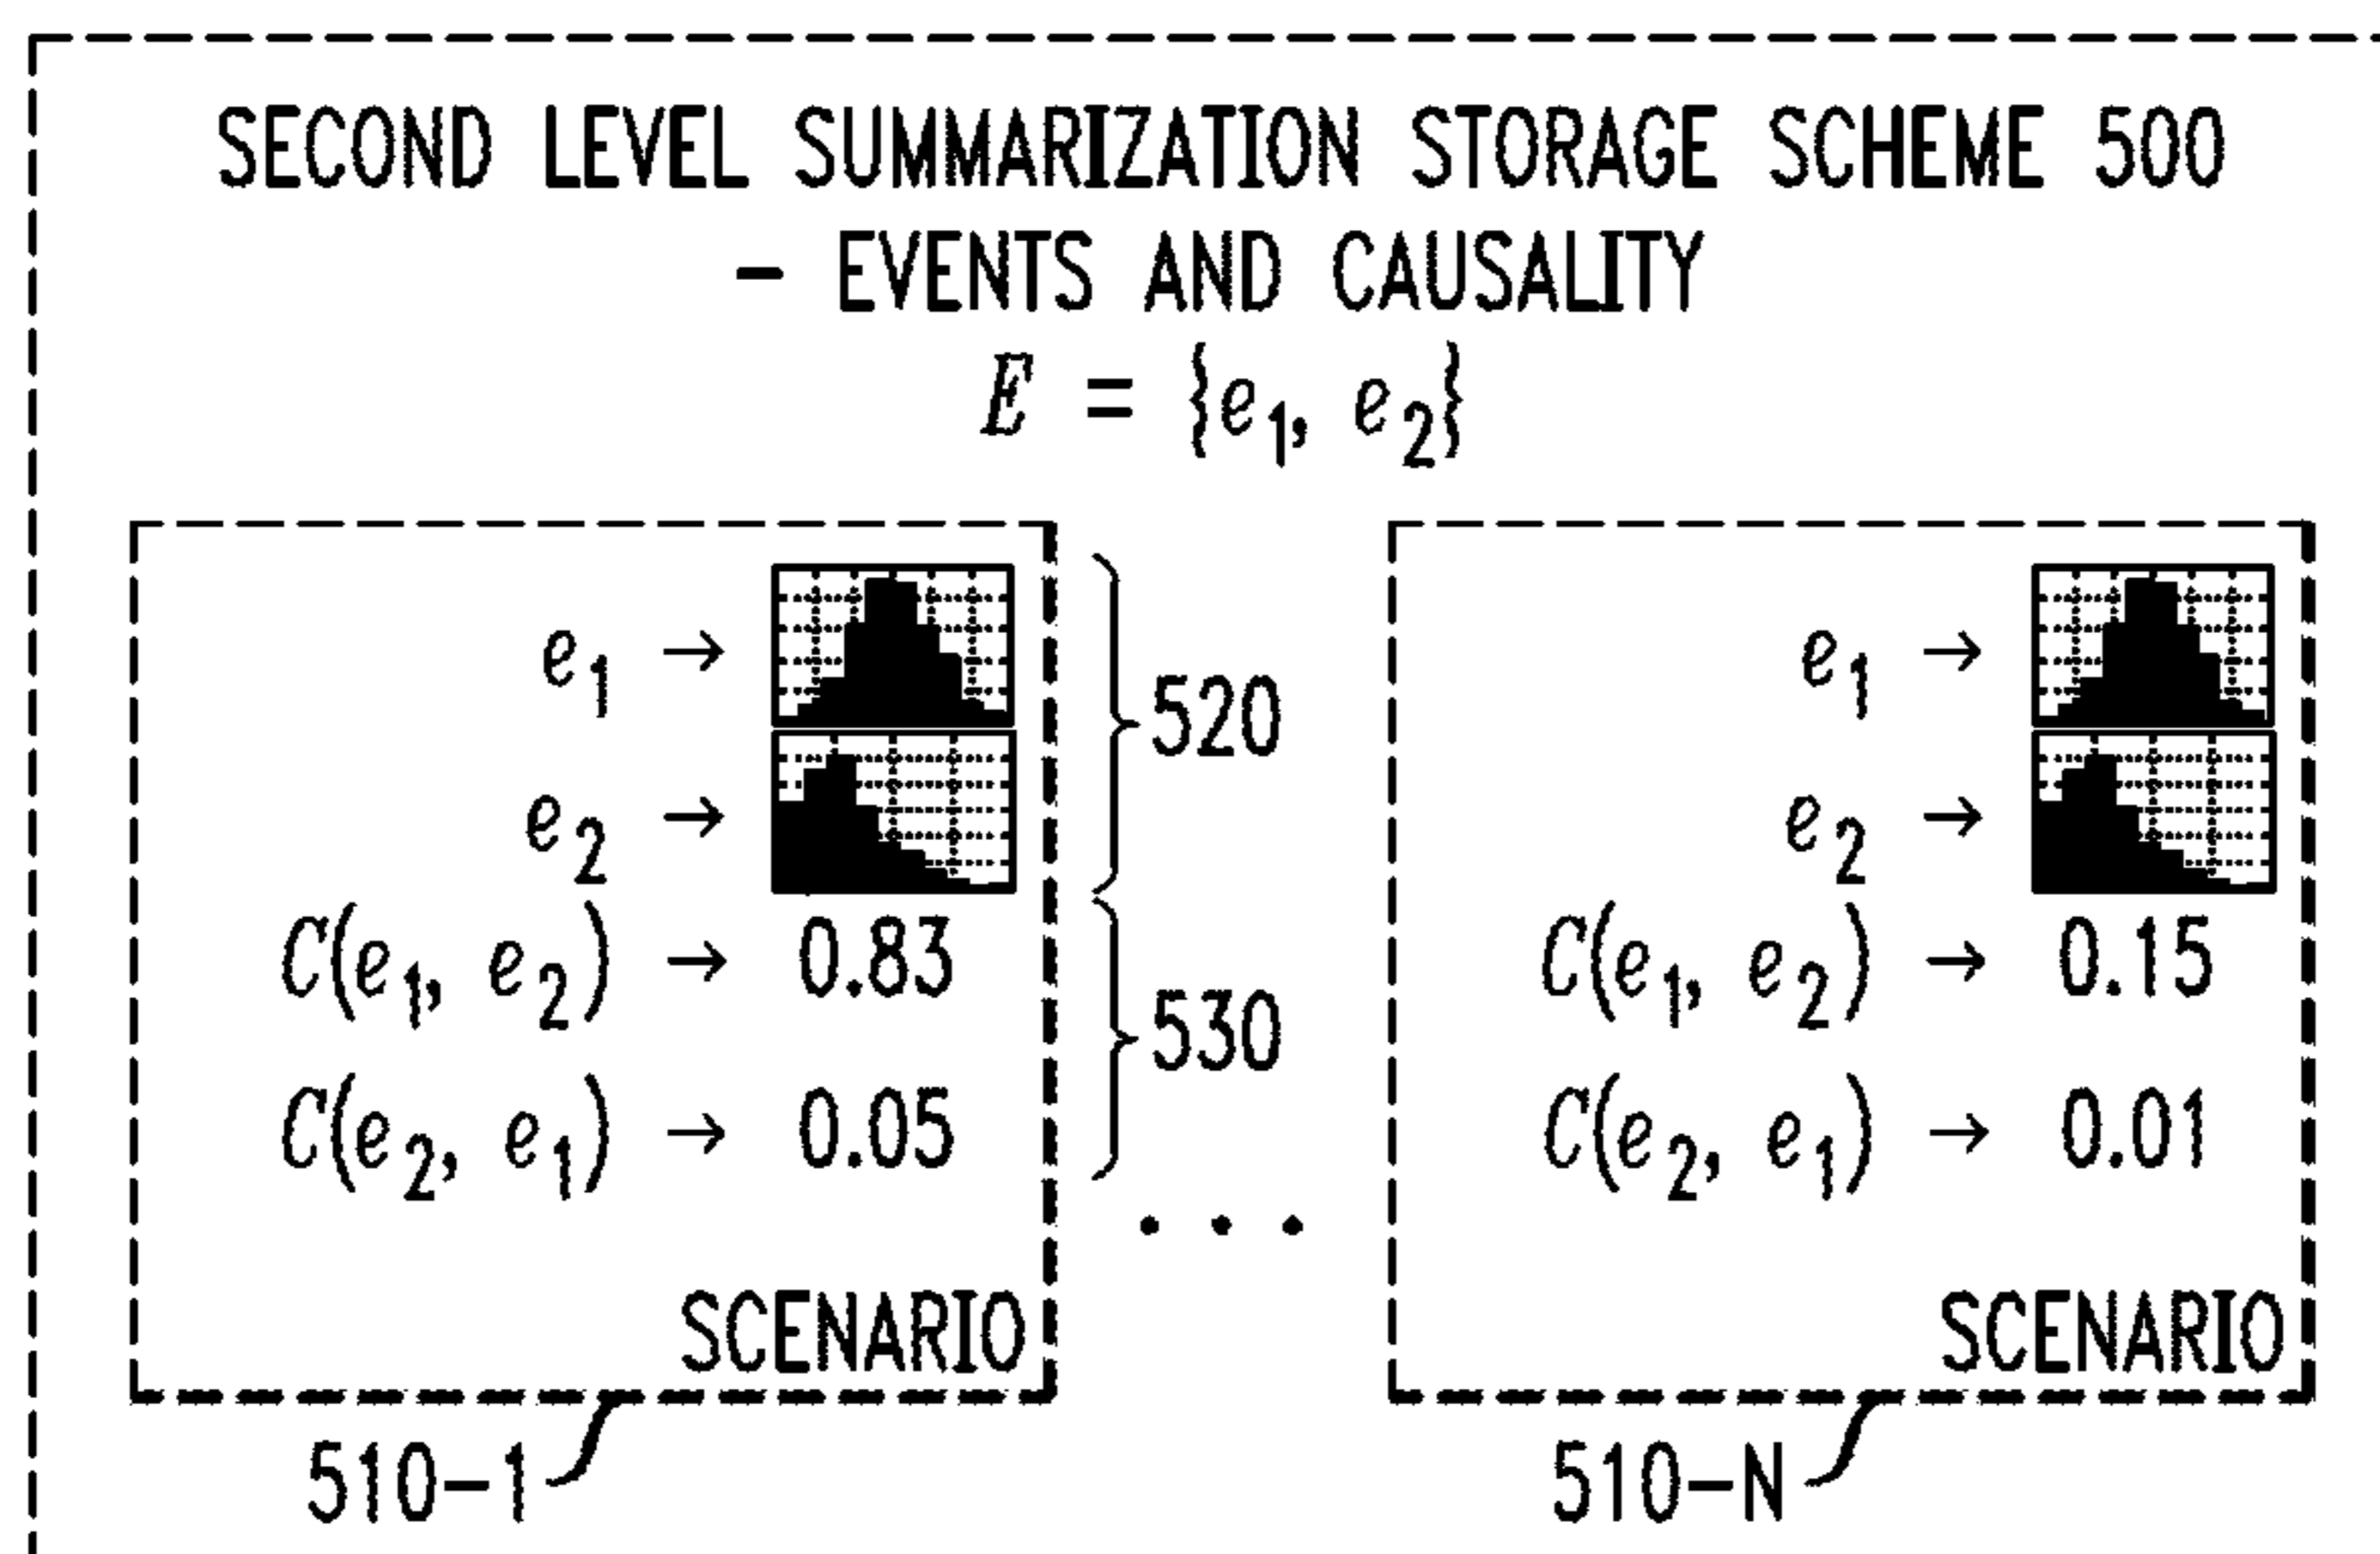 SECOND LEVEL SUMMARIZATION STORAGE SCHEME 500
- EVENTS AND CAUSALITY
E = {e1, e2}
e1 →
e2 →
520
C(e1, e2) → 0.83
C(e2, e1) → 0.05
530
SCENARIO
510-1
. . .
e1 →
e2 →
C(e1, e2) → 0.15
C(e2, e1) → 0.01
SCENARIO
510-N